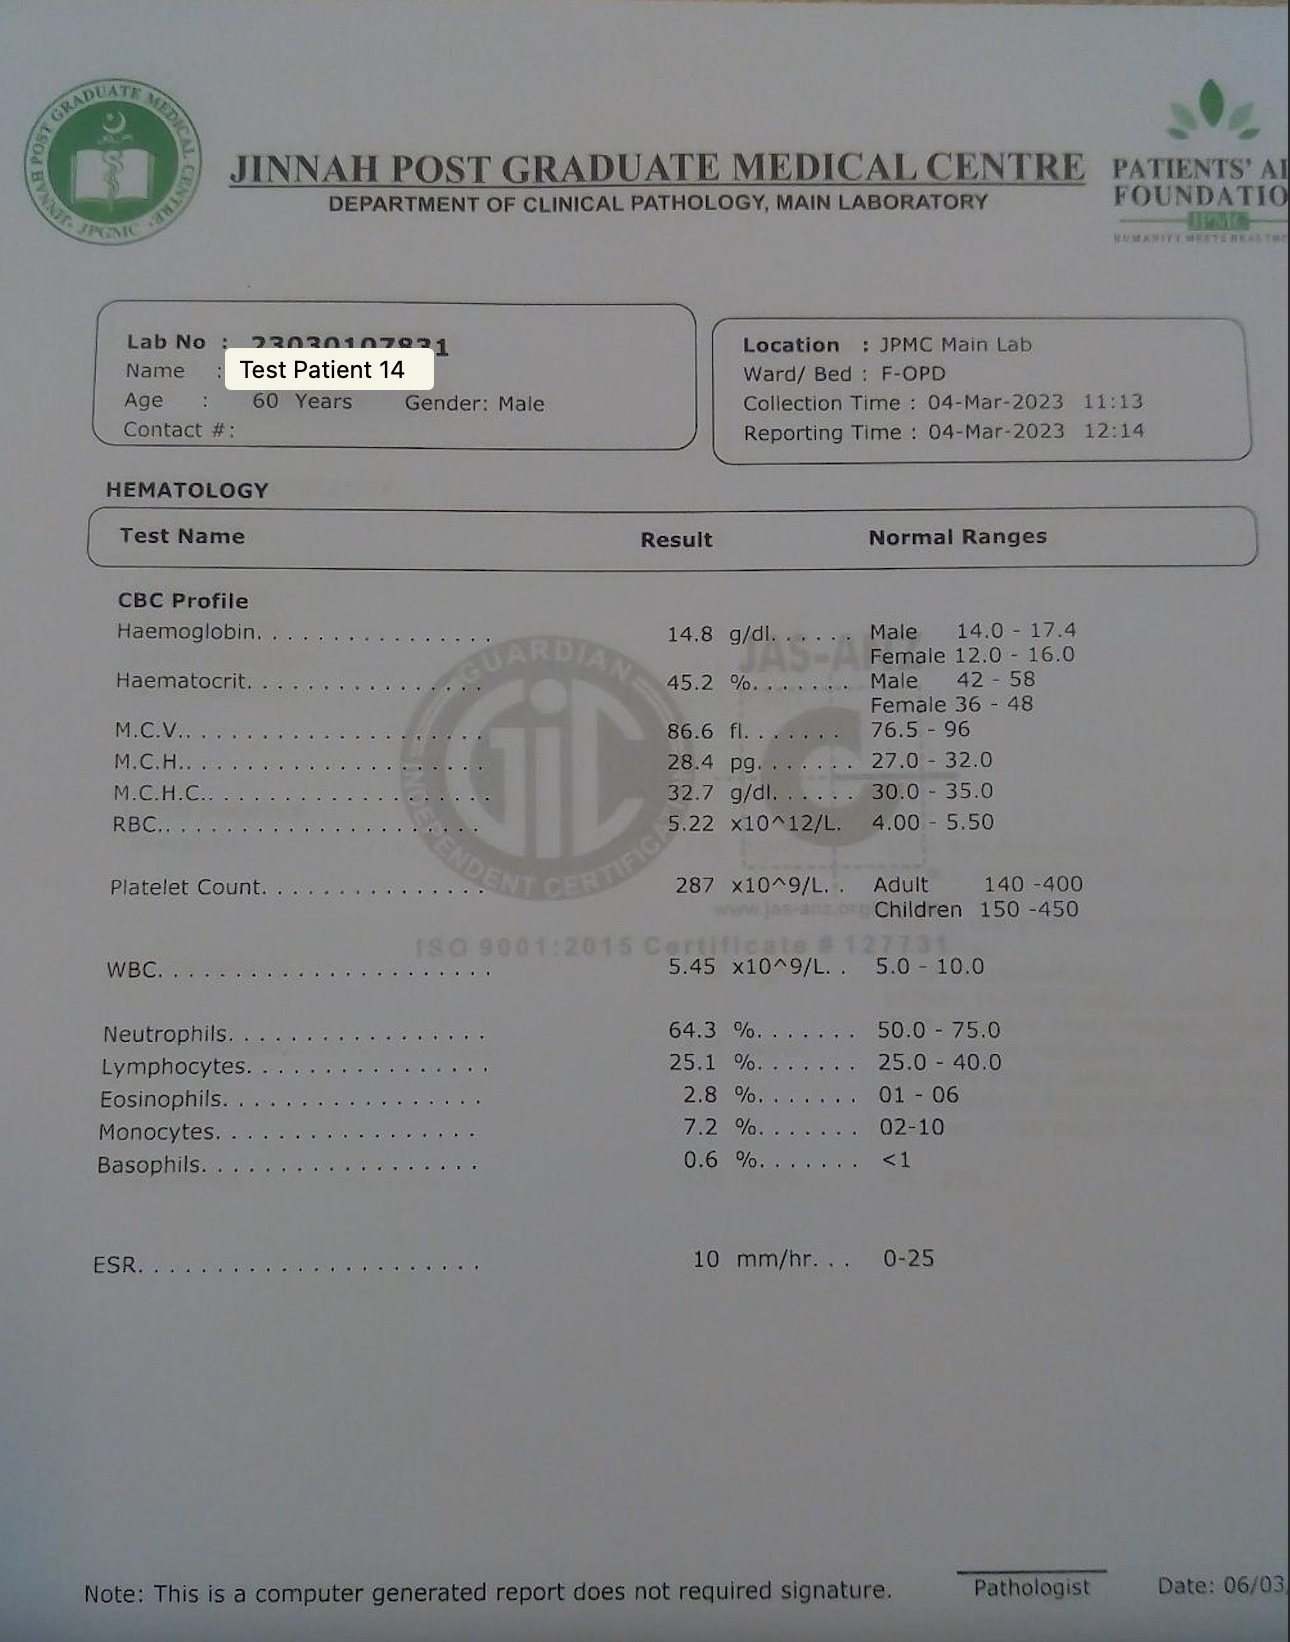 JINNAH POST GRADUATE MEDICAL CENTRE
JPGMC
JINNAH POST GRADUATE MEDICAL CENTRE
DEPARTMENT OF CLINICAL PATHOLOGY, MAIN LABORATORY
PATIENTS' AI
FOUNDATIO
JPMC
HUMANITY MEETS HEALTHC
Lab No : 23030107831
Name : Test Patient 14
Age : 60 Years Gender: Male
Contact #:
Location : JPMC Main Lab
Ward/ Bed : F-OPD
Collection Time : 04-Mar-2023 11:13
Reporting Time : 04-Mar-2023 12:14
HEMATOLOGY
Test Name Result Normal Ranges
CBC Profile
Haemoglobin. . . . . . . . . . . . . . . . 14.8 g/dl. . . . . . Male 14.0 - 17.4
Female 12.0 - 16.0
Haematocrit. . . . . . . . . . . . . . . . 45.2 %. . . . . . . Male 42 - 58
Female 36 - 48
M.C.V.. . . . . . . . . . . . . . . . . . . . 86.6 fl. . . . . . . 76.5 - 96
M.C.H.. . . . . . . . . . . . . . . . . . . . 28.4 pg. . . . . . . 27.0 - 32.0
M.C.H.C.. . . . . . . . . . . . . . . . . . . 32.7 g/dl. . . . . . 30.0 - 35.0
RBC.. . . . . . . . . . . . . . . . . . . . . 5.22 x10^12/L. 4.00 - 5.50
Platelet Count. . . . . . . . . . . . . . . 287 x10^9/L. . Adult 140 -400
Children 150 -450
WBC. . . . . . . . . . . . . . . . . . . . . . 5.45 x10^9/L. . 5.0 - 10.0
Neutrophils. . . . . . . . . . . . . . . . . 64.3 %. . . . . . . 50.0 - 75.0
Lymphocytes. . . . . . . . . . . . . . . . 25.1 %. . . . . . . 25.0 - 40.0
Eosinophils. . . . . . . . . . . . . . . . . 2.8 %. . . . . . . 01 - 06
Monocytes. . . . . . . . . . . . . . . . . 7.2 %. . . . . . . 02-10
Basophils. . . . . . . . . . . . . . . . . . 0.6 %. . . . . . . <1
ESR. . . . . . . . . . . . . . . . . . . . . . 10 mm/hr. . . 0-25
GUARDIAN
INDEPENDENT CERTIFICA
GIC
JAS-AN
www.jas-anz.org
ISO 9001:2015 Certificate # 127731
Note: This is a computer generated report does not required signature.
Pathologist
Date: 06/03